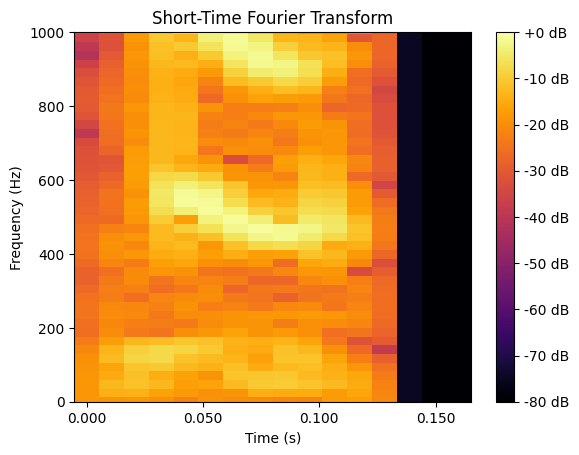 Short-Time Fourier Transform
Frequency (Hz)
1000
800
600
400
200
0
0.000
0.050
0.100
0.150
Time (s)
+0 dB
-10 dB
-20 dB
-30 dB
-40 dB
-50 dB
-60 dB
-70 dB
-80 dB